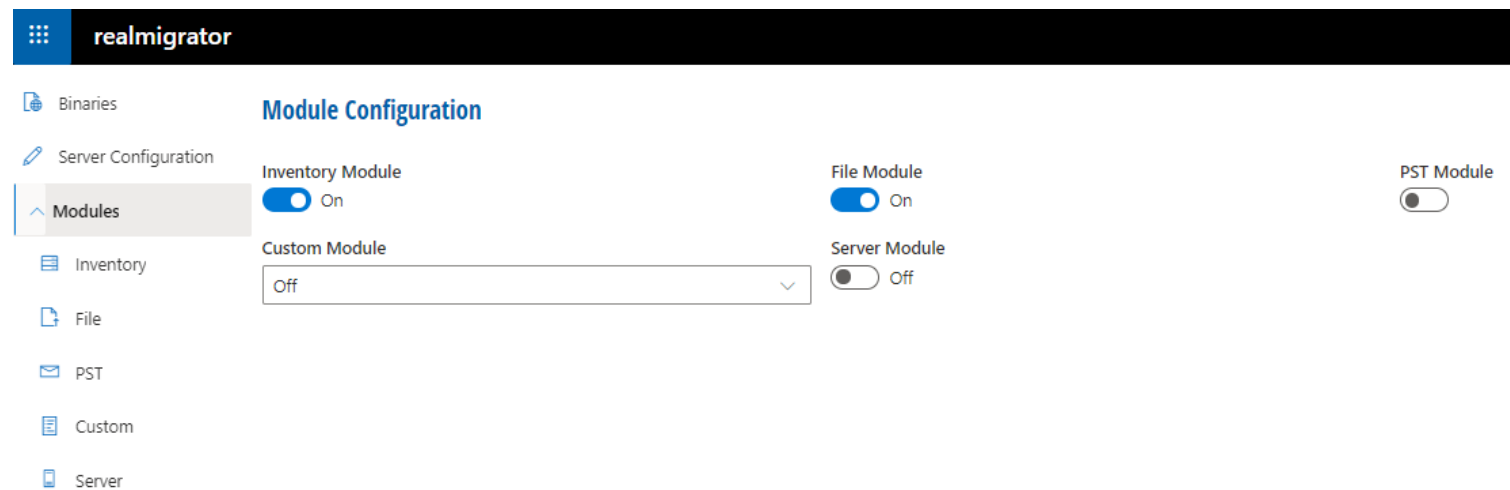 realmigrator
Binaries
Server Configuration
Modules
Inventory
File
PST
Custom
Server
Module Configuration
Inventory Module
On
File Module
On
PST Module
Custom Module
Off
Server Module
Off